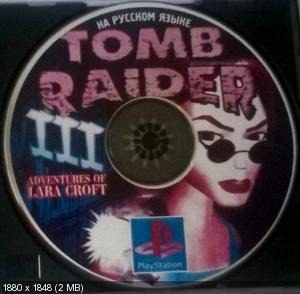 НА РУССКОМ ЯЗЫКЕ
TOMB
RAIDER
III
ADVENTURES OF
LARA CROFT
PlayStation
1880 x 1848 (2 MB)